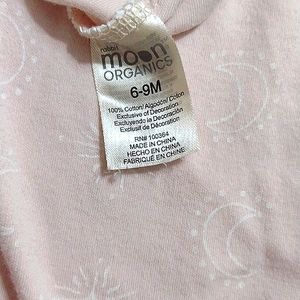 rabbit
moon
ORGANICS
6-9M
100% Cotton/Algodón/Coton
Exclusive of Decoration
Excluyendo la Decoración
Exclusif de Décoration
RN# 100364
MADE IN CHINA
HECHO EN CHINA
FABRIQUÉ EN CHINE